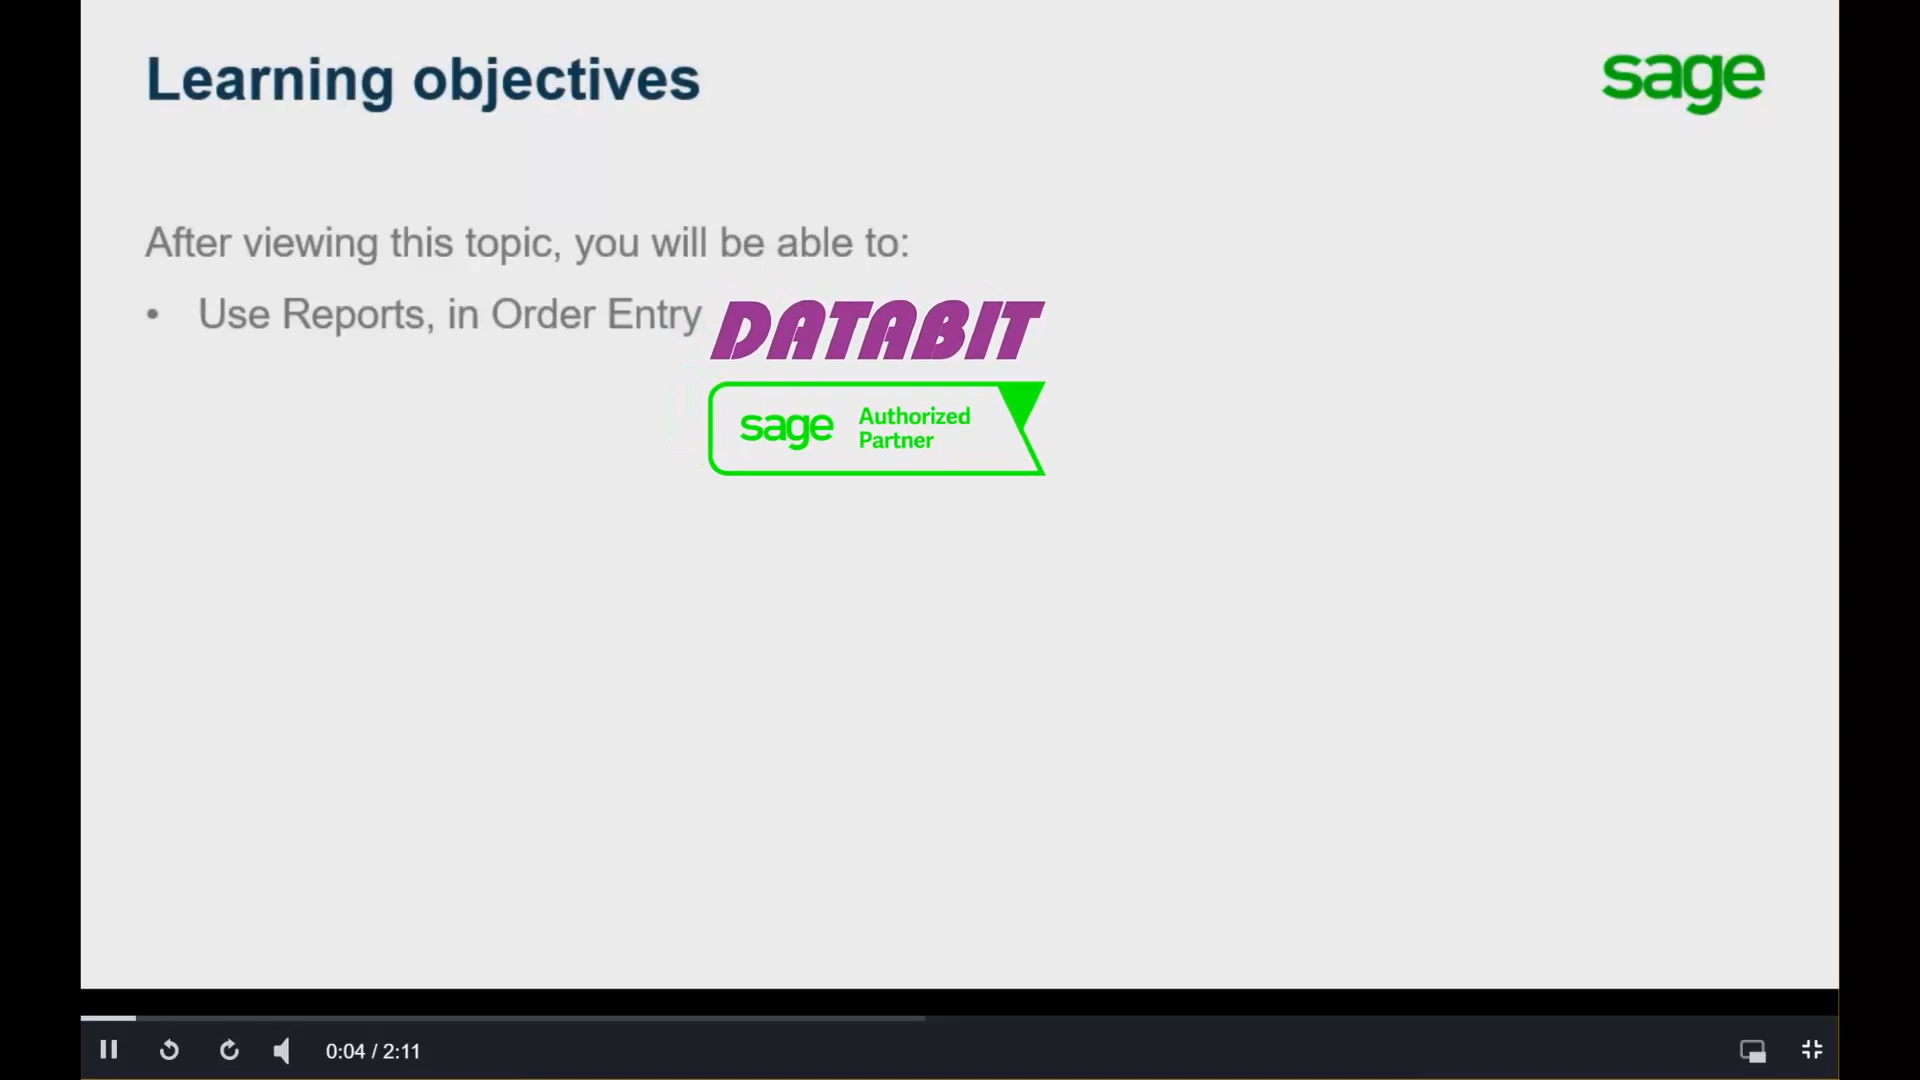 Learning objectives
sage
After viewing this topic, you will be able to:
• Use Reports, in Order Entry
DATABIT
sage Authorized
Partner
0:04 / 2:11